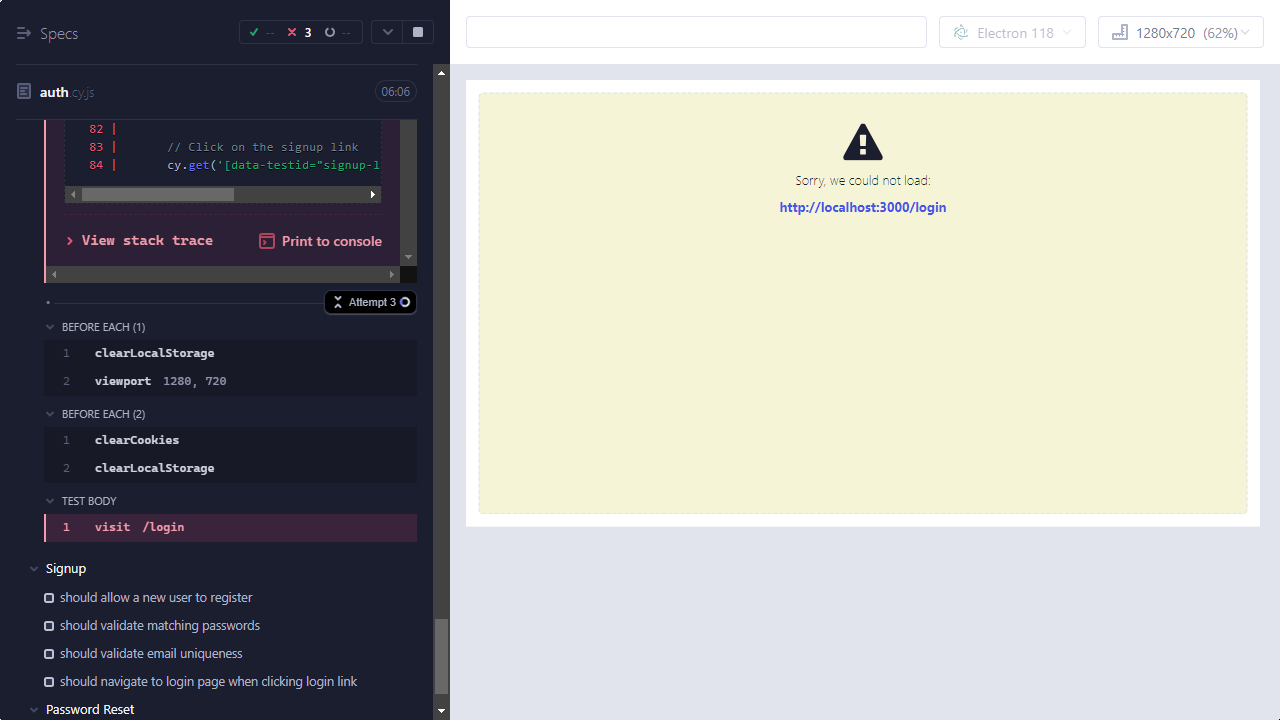 Specs
-- 3 --
auth.cy.js 06:06
82 |
83 | // Click on the signup link
84 | cy.get('[data-testid="signup-l
View stack trace
Print to console
Attempt 3
BEFORE EACH (1)
1 clearLocalStorage
2 viewport 1280, 720
BEFORE EACH (2)
1 clearCookies
2 clearLocalStorage
TEST BODY
1 visit /login
Signup
should allow a new user to register
should validate matching passwords
should validate email uniqueness
should navigate to login page when clicking login link
Password Reset
Electron 118
1280x720 (62%)
Sorry, we could not load:
http://localhost:3000/login